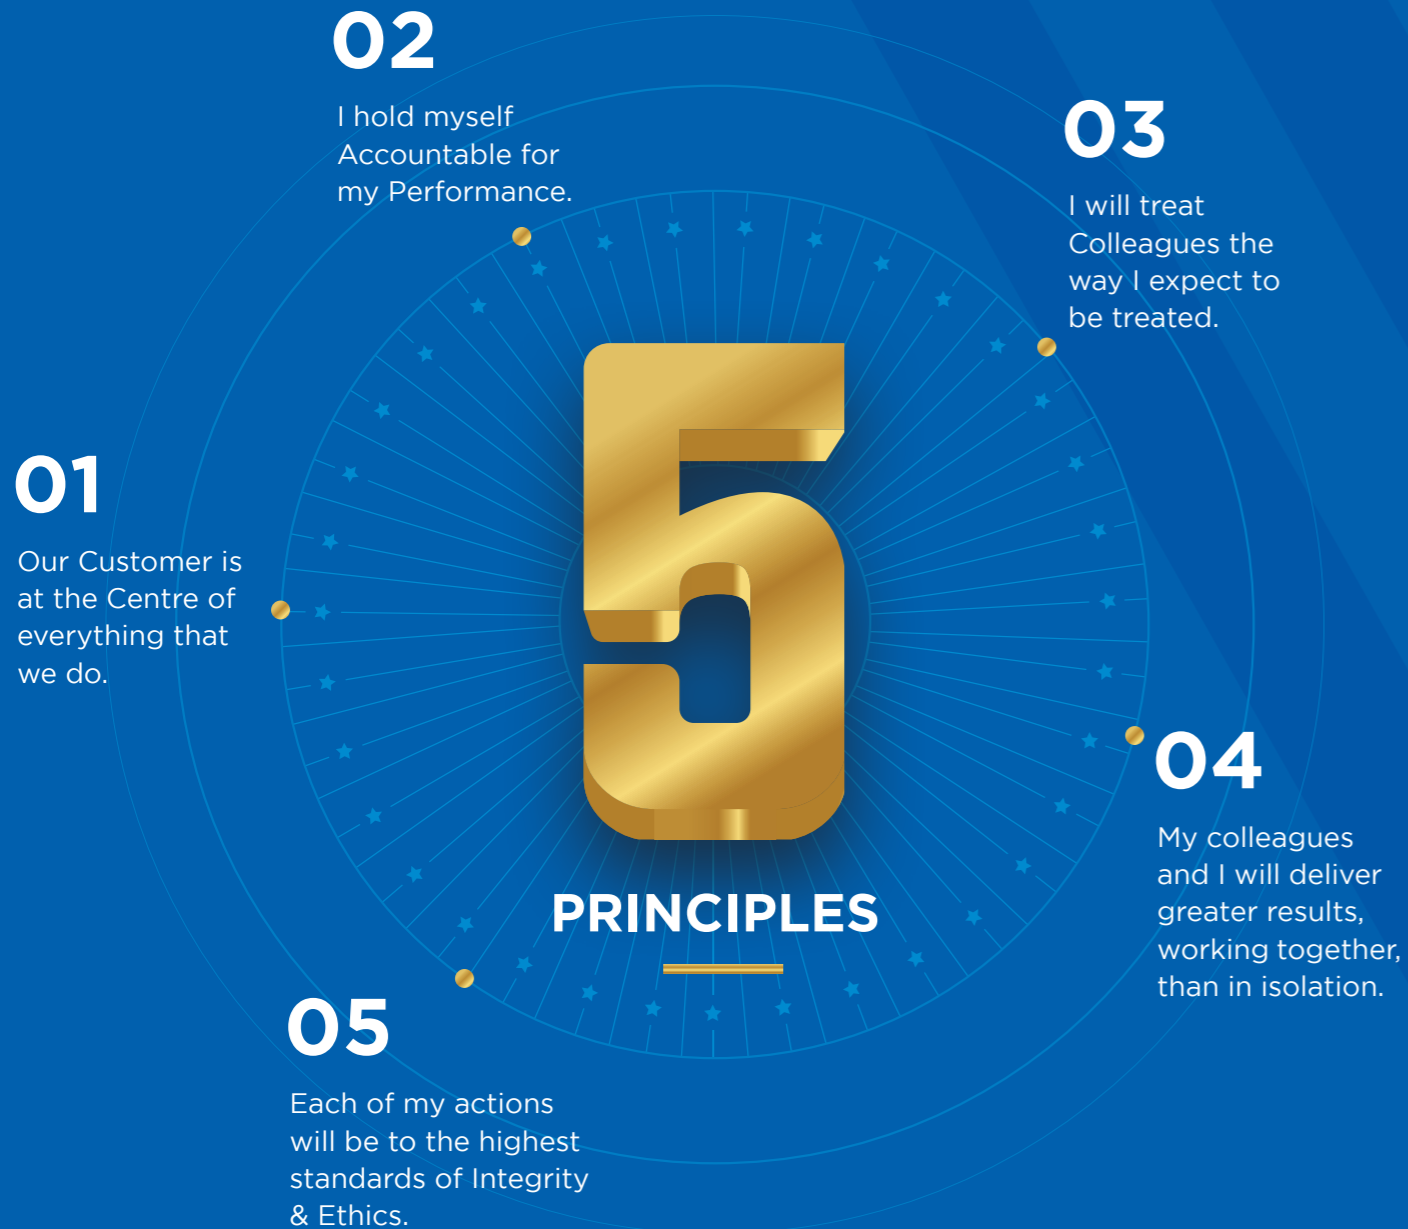 01
Our Customer is
at the Centre of
everything that
we do.
02
I hold myself
Accountable for
my Performance.
03
I will treat
Colleagues the
way I expect to
be treated.
04
My colleagues
and I will deliver
greater results,
working together,
than in isolation.
05
Each of my actions
will be to the highest
standards of Integrity
& Ethics.
5
PRINCIPLES